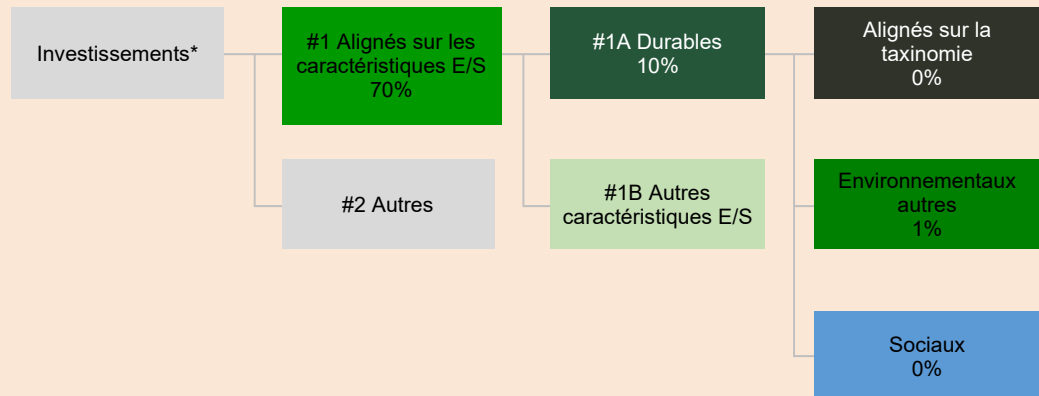 Investissements*
#1 Alignés sur les
caractéristiques E/S
70%
#1A Durables
10%
Alignés sur la
taxinomie
0%
#2 Autres
#1B Autres
caractéristiques E/S
Environnementaux
autres
1%
Sociaux
0%